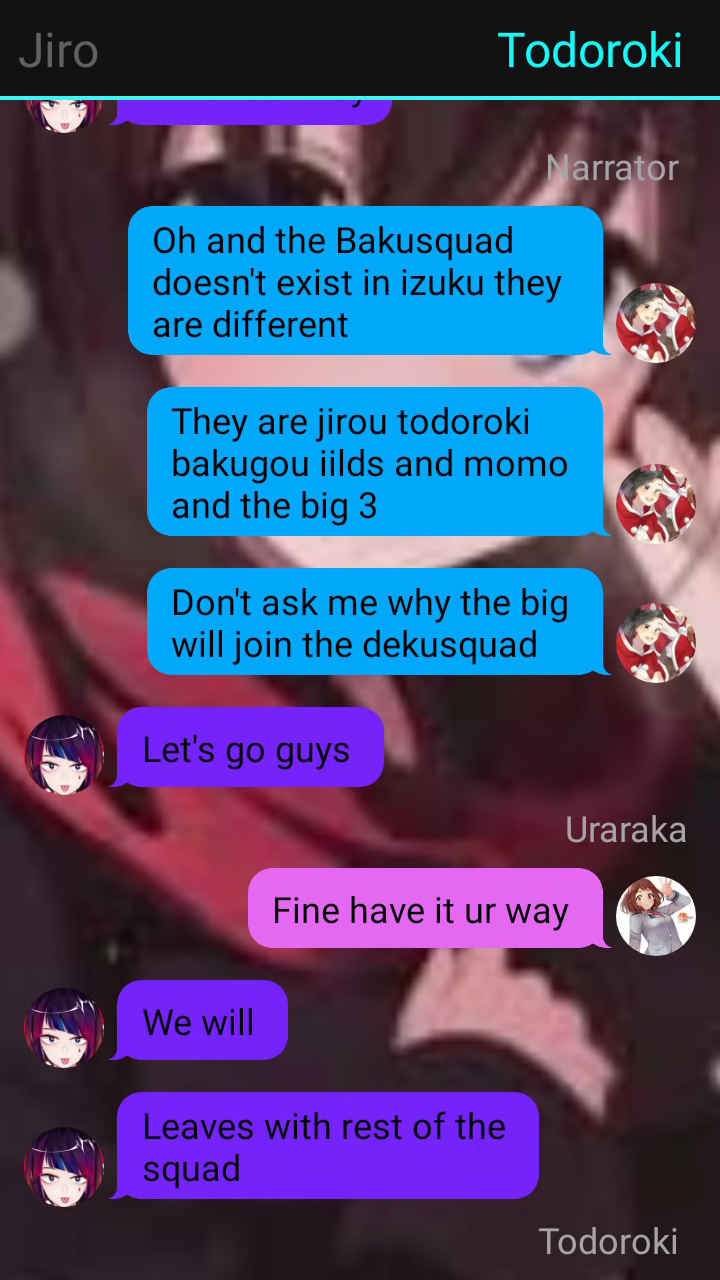 Jiro
Todoroki
Narrator
Oh and the Bakusquad
doesn't exist in izuku they
are different
They are jirou todoroki
bakugou iilds and momo
and the big 3
Don't ask me why the big
will join the dekusquad
Let's go guys
Uraraka
Fine have it ur way
We will
Leaves with rest of the
squad
Todoroki